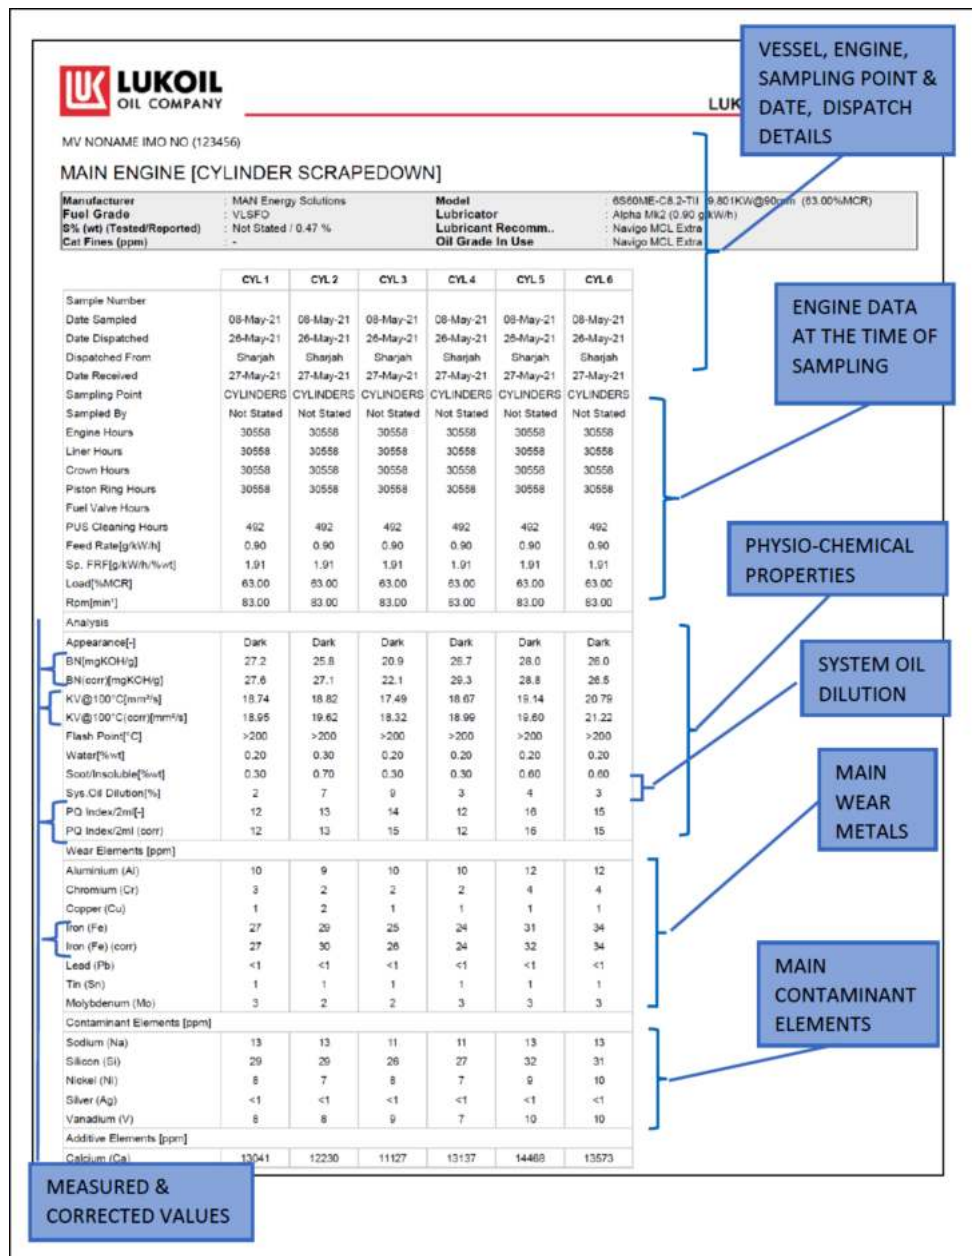 LUKOIL
OIL COMPANY
LUK
VESSEL, ENGINE,
SAMPLING POINT &
DATE, DISPATCH
DETAILS
MV NONAME IMO NO (123456)
MAIN ENGINE [CYLINDER SCRAPEDOWN]
Manufacturer : MAN Energy Solutions Model : 6S60ME-C8.2-TII 9,801KW@90rpm (63.00%MCR)
Fuel Grade : VLSFO Lubricator : Alpha Mk2 (0.90 g/kW/h)
S% (wt) (Tested/Reported) : Not Stated / 0.47 % Lubricant Recomm.. : Navigo MCL Extra
Cat Fines (ppm) : - Oil Grade In Use : Navigo MCL Extra
CYL 1 CYL 2 CYL 3 CYL 4 CYL 5 CYL 6
Sample Number
Date Sampled 08-May-21 08-May-21 08-May-21 08-May-21 08-May-21 08-May-21
Date Dispatched 26-May-21 26-May-21 26-May-21 26-May-21 26-May-21 26-May-21
Dispatched From Sharjah Sharjah Sharjah Sharjah Sharjah Sharjah
Date Received 27-May-21 27-May-21 27-May-21 27-May-21 27-May-21 27-May-21
Sampling Point CYLINDERS CYLINDERS CYLINDERS CYLINDERS CYLINDERS CYLINDERS
Sampled By Not Stated Not Stated Not Stated Not Stated Not Stated Not Stated
Engine Hours 30558 30558 30558 30558 30558 30558
Liner Hours 30558 30558 30558 30558 30558 30558
Crown Hours 30558 30558 30558 30558 30558 30558
Piston Ring Hours 30558 30558 30558 30558 30558 30558
Fuel Valve Hours
PUS Cleaning Hours 492 492 492 492 492 492
Feed Rate[g/kW/h] 0.90 0.90 0.90 0.90 0.90 0.90
Sp. FRF[g/kW/h/%wt] 1.91 1.91 1.91 1.91 1.91 1.91
Load[%MCR] 63.00 63.00 63.00 63.00 63.00 63.00
Rpm[min¹] 83.00 83.00 83.00 83.00 83.00 83.00
ENGINE DATA
AT THE TIME OF
SAMPLING
Analysis
Appearance[-] Dark Dark Dark Dark Dark Dark
BN[mgKOH/g] 27.2 25.8 20.9 28.7 28.0 26.0
BN(corr)[mgKOH/g] 27.6 27.1 22.1 29.3 28.8 26.5
KV@100°C[mm²/s] 18.74 18.82 17.49 18.67 19.14 20.79
KV@100°C(corr)[mm²/s] 18.95 19.62 18.32 18.99 19.60 21.22
Flash Point[°C] >200 >200 >200 >200 >200 >200
Water[%wt] 0.20 0.30 0.20 0.20 0.20 0.20
Soot/Insoluble[%wt] 0.30 0.70 0.30 0.30 0.60 0.60
Sys.Oil Dilution[%] 2 7 9 3 4 3
PQ Index/2ml[-] 12 13 14 12 16 15
PQ Index/2ml (corr) 12 13 15 12 16 15
PHYSIO-CHEMICAL
PROPERTIES
SYSTEM OIL
DILUTION
Wear Elements [ppm]
Aluminium (Al) 10 9 10 10 12 12
Chromium (Cr) 3 2 2 2 4 4
Copper (Cu) 1 2 1 1 1 1
Iron (Fe) 27 29 25 24 31 34
Iron (Fe) (corr) 27 30 26 24 32 34
Lead (Pb) <1 <1 <1 <1 <1 <1
Tin (Sn) 1 1 1 1 1 1
Molybdenum (Mo) 3 2 2 3 3 3
MAIN
WEAR
METALS
Contaminant Elements [ppm]
Sodium (Na) 13 13 11 11 13 13
Silicon (Si) 29 29 26 27 32 31
Nickel (Ni) 8 7 8 7 9 10
Silver (Ag) <1 <1 <1 <1 <1 <1
Vanadium (V) 8 8 9 7 10 10
MAIN
CONTAMINANT
ELEMENTS
Additive Elements [ppm]
Calcium (Ca) 13041 12230 11127 13137 14468 13573
MEASURED &
CORRECTED VALUES